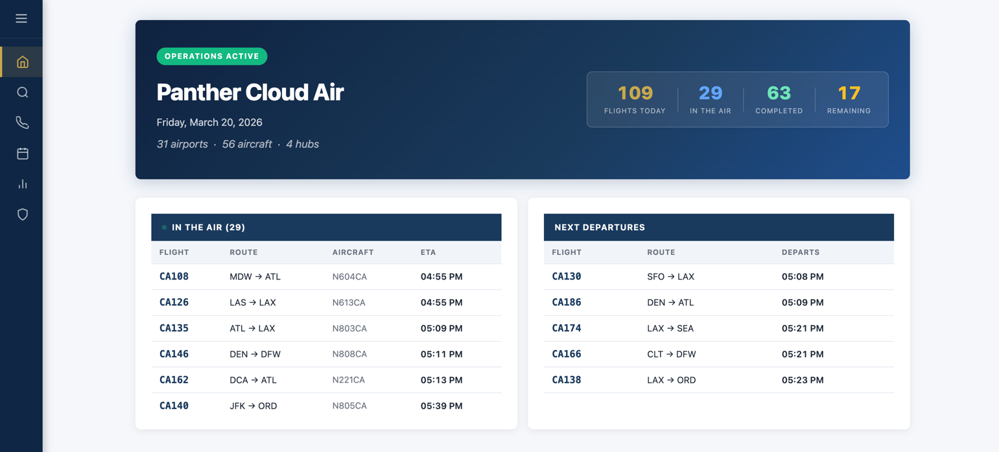 OPERATIONS ACTIVE
Panther Cloud Air
Friday, March 20, 2026
31 airports · 56 aircraft · 4 hubs
109 29 63 17
FLIGHTS TODAY IN THE AIR COMPLETED REMAINING
IN THE AIR (29)
FLIGHT ROUTE AIRCRAFT ETA
CA108 MDW → ATL N604CA 04:55 PM
CA126 LAS → LAX N613CA 04:55 PM
CA135 ATL → LAX N803CA 05:09 PM
CA146 DEN → DFW N808CA 05:11 PM
CA162 DCA → ATL N221CA 05:13 PM
CA140 JFK → ORD N805CA 05:39 PM
NEXT DEPARTURES
FLIGHT ROUTE DEPARTS
CA130 SFO → LAX 05:08 PM
CA186 DEN → ATL 05:09 PM
CA174 LAX → SEA 05:21 PM
CA166 CLT → DFW 05:21 PM
CA138 LAX → ORD 05:23 PM